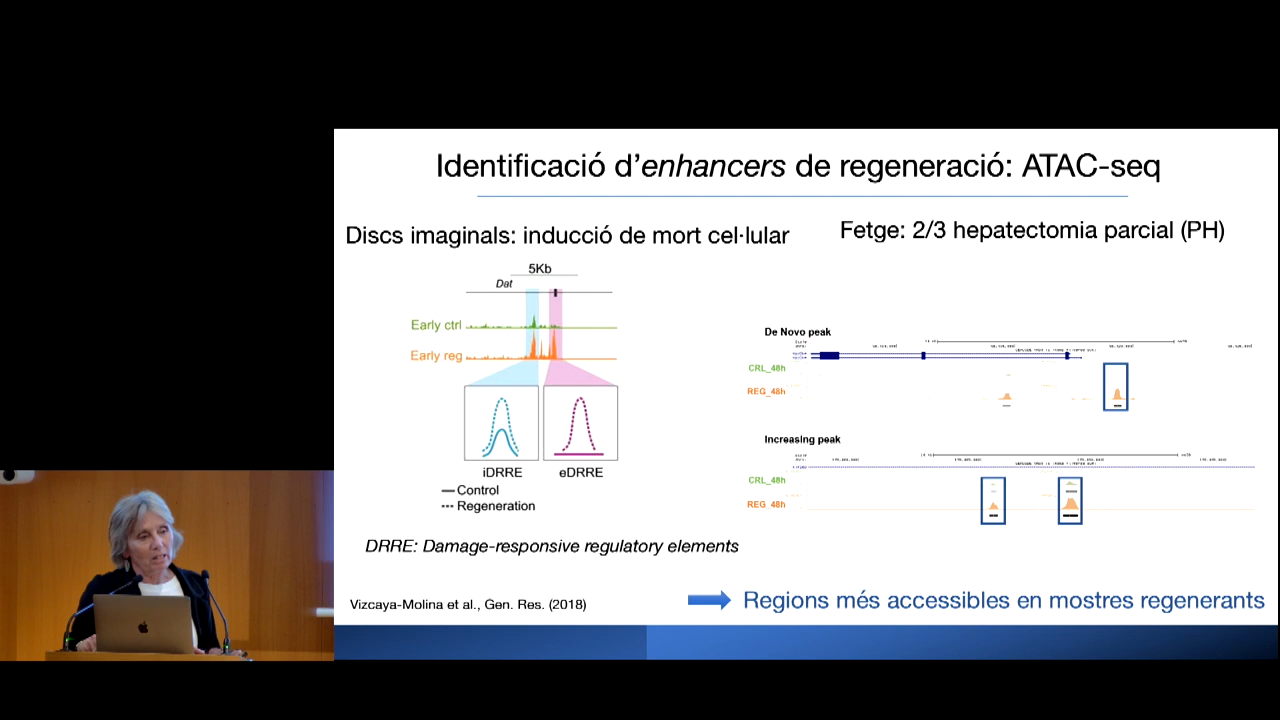 Identificació d'enhancers de regeneració: ATAC-seq
Discs imaginals: inducció de mort cel·lular
Fetge: 2/3 hepatectomia parcial (PH)
5Kb
Dat
Early ctrl
Early reg
iDRRE
eDRRE
Control
Regeneration
DRRE: Damage-responsive regulatory elements
De Novo peak
CRL_48h
REG_48h
Increasing peak
CRL_48h
REG_48h
Vizcaya-Molina et al., Gen. Res. (2018)
Regions més accessibles en mostres regenerants